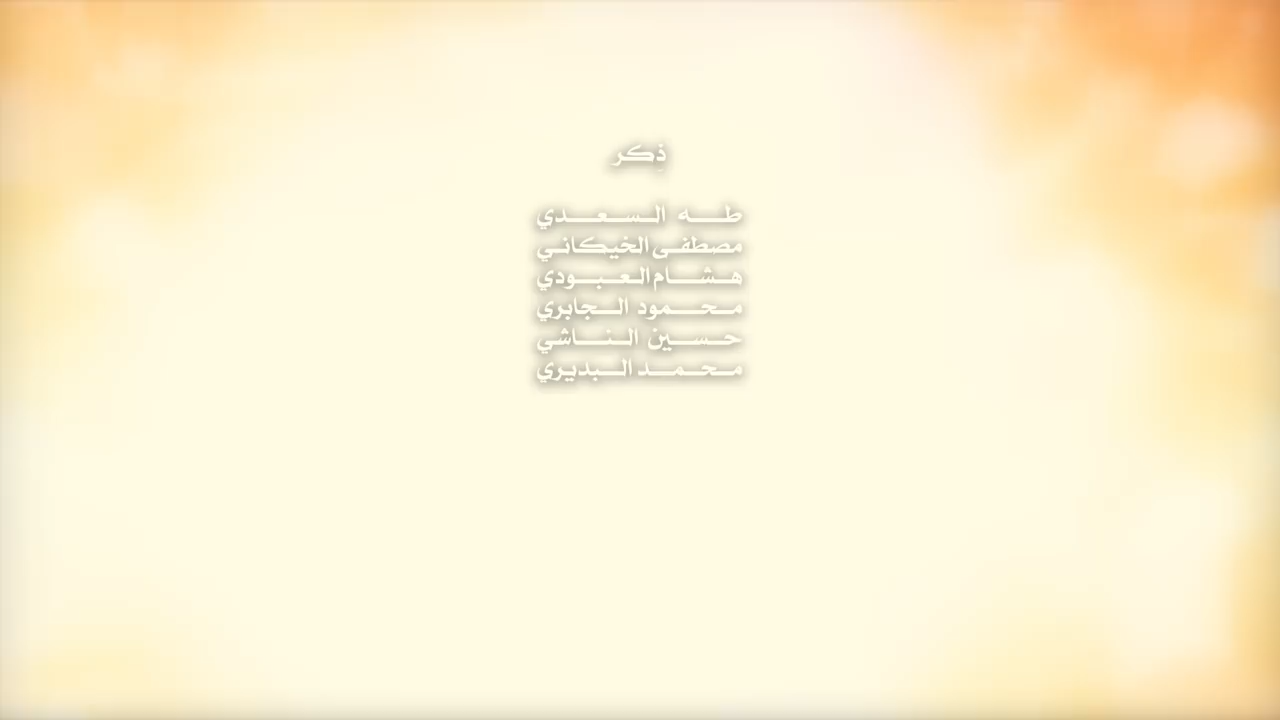 ذِكر
طه السعدي
مصطفى الخيكاني
هشام العبودي
محمود الجابري
حسين الناشي
محمد البديري